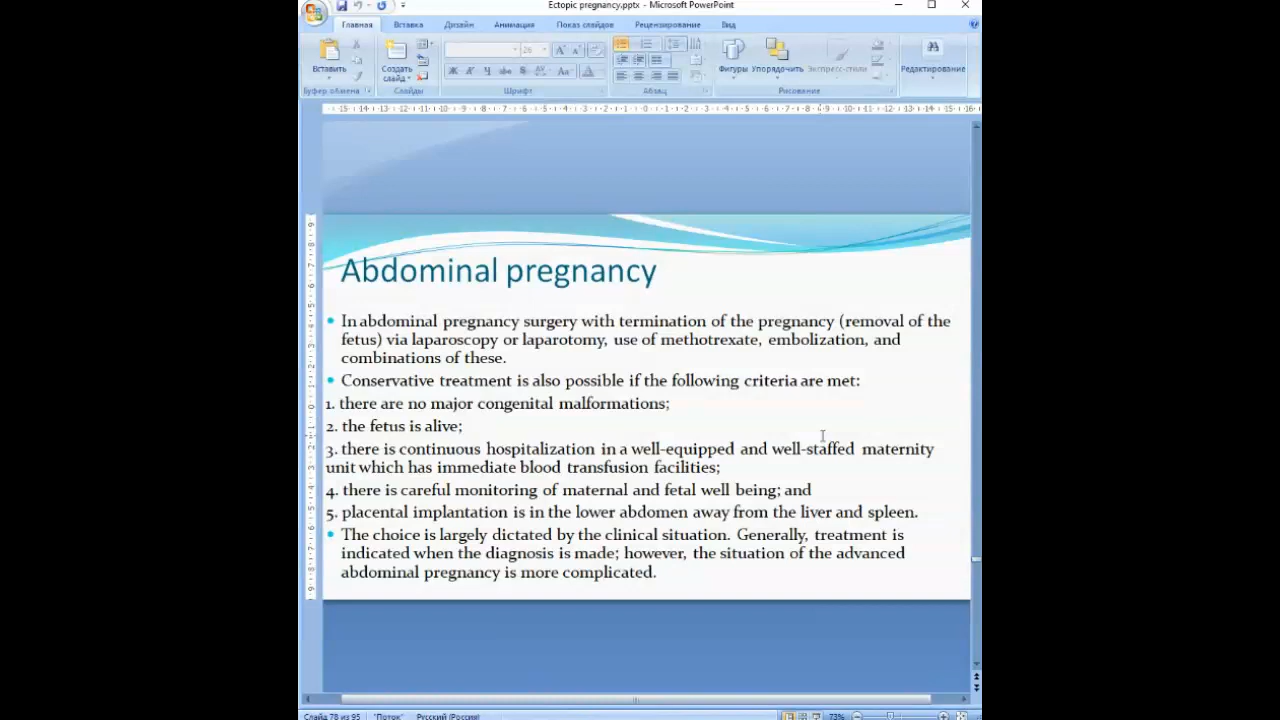 Ectopic pregnancy.pptx - Microsoft PowerPoint
Главная Вставка Дизайн Анимация Показ слайдов Рецензирование Вид
Вставить Создать слайд Фигуры Упорядочить Экспресс-стили Редактирование
Буфер обмена Слайды Шрифт Абзац Рисование
Abdominal pregnancy
• In abdominal pregnancy surgery with termination of the pregnancy (removal of the
fetus) via laparoscopy or laparotomy, use of methotrexate, embolization, and
combinations of these.
• Conservative treatment is also possible if the following criteria are met:
1. there are no major congenital malformations;
2. the fetus is alive;
3. there is continuous hospitalization in a well-equipped and well-staffed maternity
unit which has immediate blood transfusion facilities;
4. there is careful monitoring of maternal and fetal well being; and
5. placental implantation is in the lower abdomen away from the liver and spleen.
• The choice is largely dictated by the clinical situation. Generally, treatment is
indicated when the diagnosis is made; however, the situation of the advanced
abdominal pregnancy is more complicated.
Слайд 78 из 95 "Поток" Русский (Россия) 73%